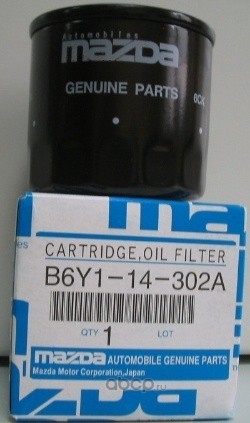 Automobiles
mazda
GENUINE PARTS
mazda
CARTRIDGE,OIL FILTER
B6Y1-14-302A
QTY 1 LOT
mazda AUTOMOBILE GENUINE PARTS
Mazda Motor Corporation,Japan